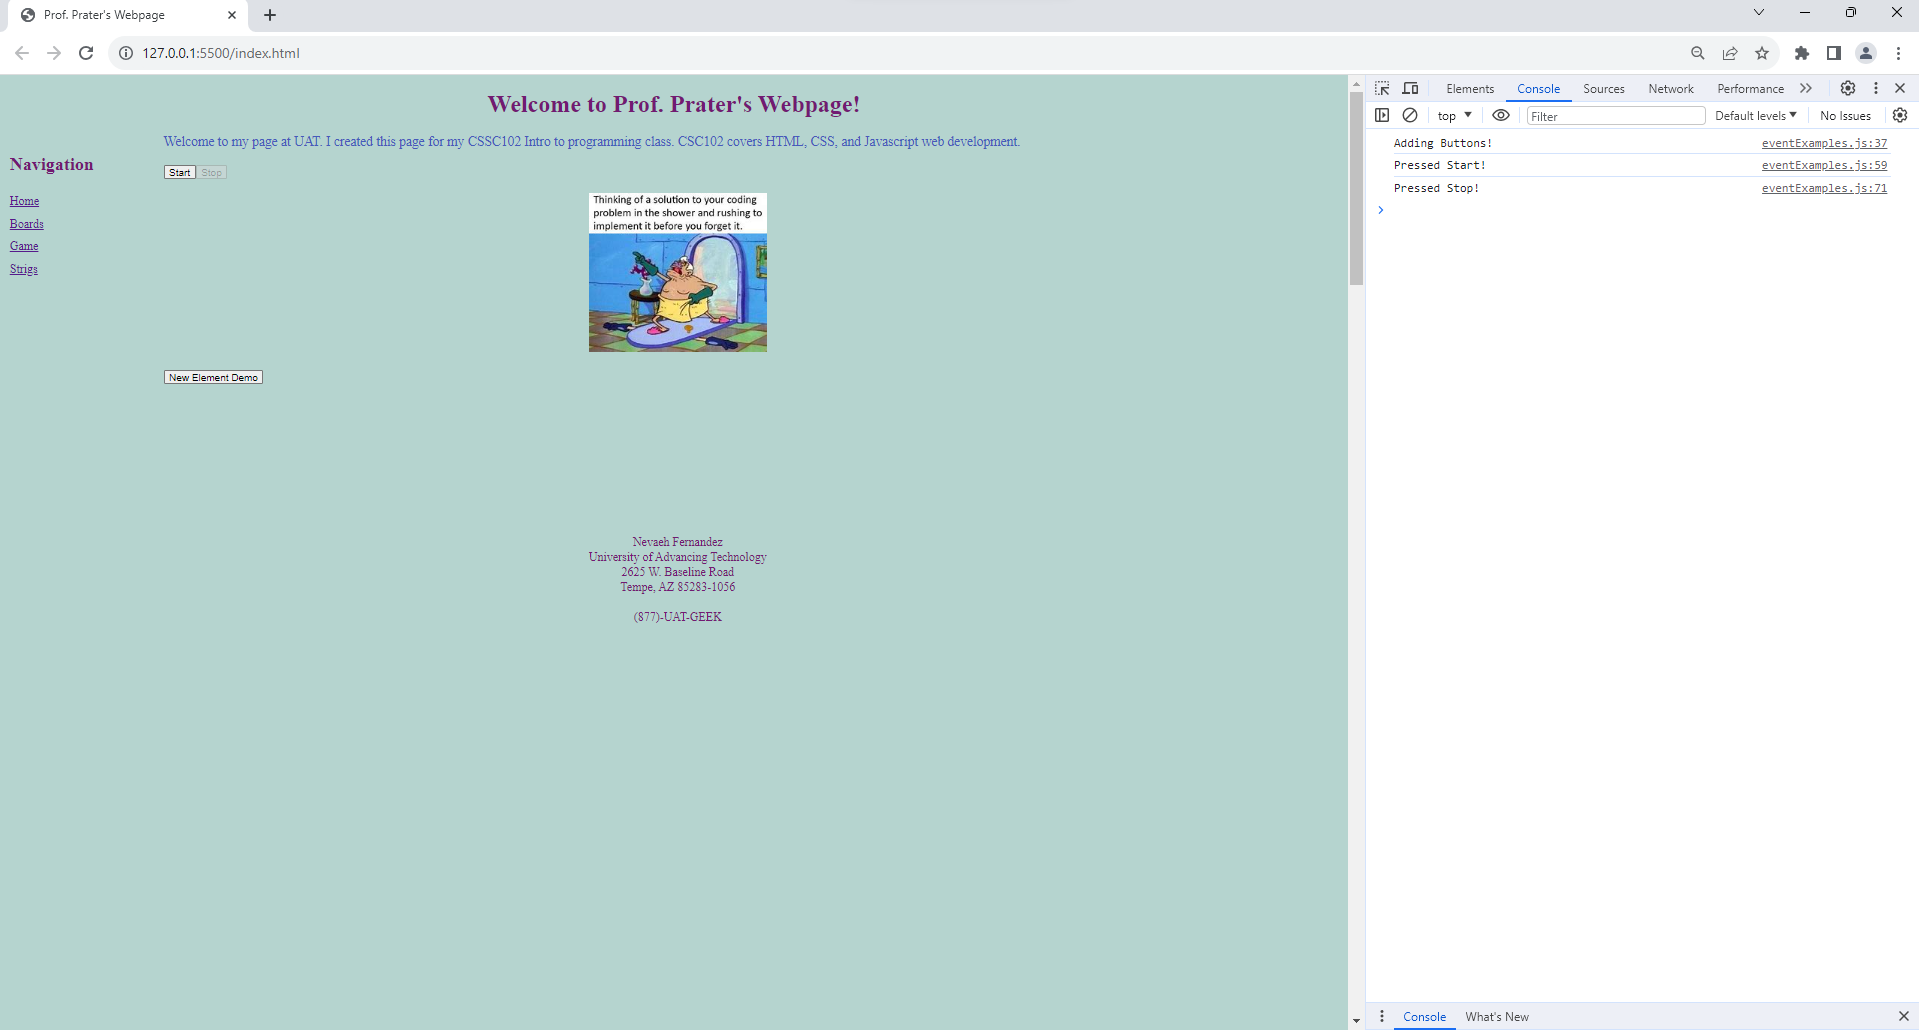 Prof. Prater's Webpage
127.0.0.1:5500/index.html
Welcome to Prof. Prater's Webpage!
Welcome to my page at UAT. I created this page for my CSSC102 Intro to programming class. CSC102 covers HTML, CSS, and Javascript web development.
Navigation
Home
Boards
Game
Strigs
Start Stop
Thinking of a solution to your coding
problem in the shower and rushing to
implement it before you forget it.
New Element Demo
Nevaeh Fernandez
University of Advancing Technology
2625 W. Baseline Road
Tempe, AZ 85283-1056
(877)-UAT-GEEK
Elements Console Sources Network Performance
top Filter Default levels No Issues
Adding Buttons! eventExamples.js:37
Pressed Start! eventExamples.js:59
Pressed Stop! eventExamples.js:71
Console What's New